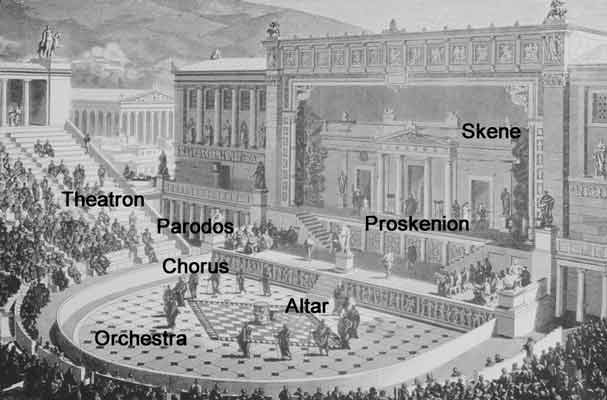 Skene
Theatron
Parodos
Proskenion
Chorus
Altar
Orchestra